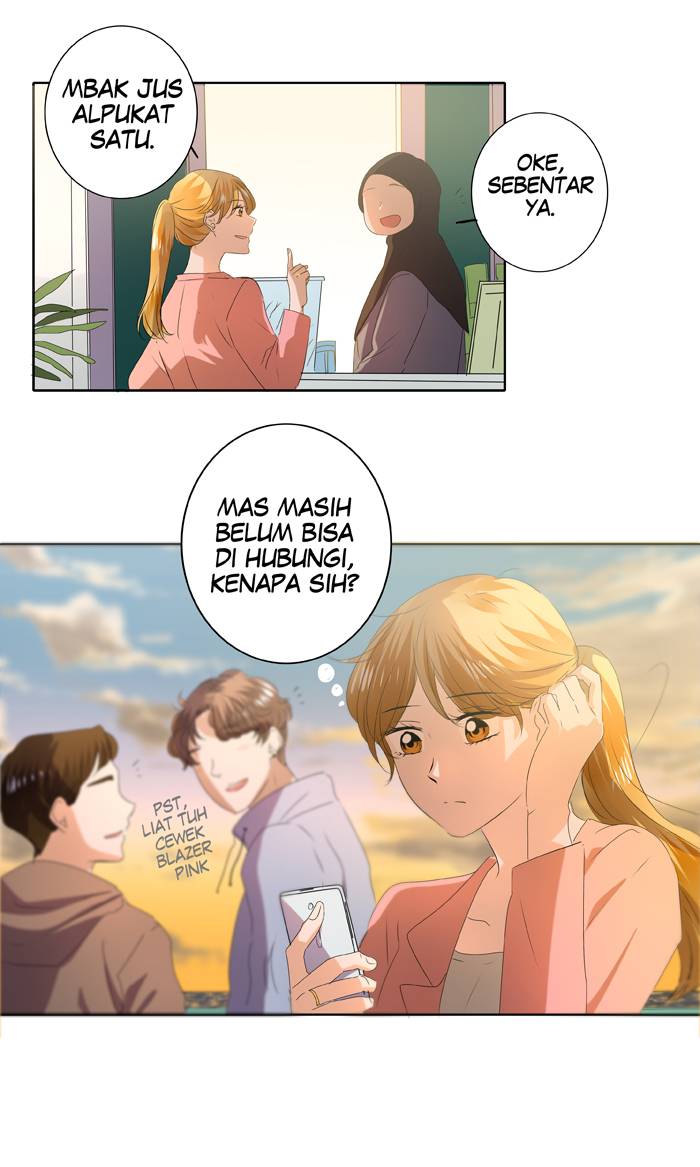 MBAK JUS
ALPUKAT
SATU.
OKE,
SEBENTAR
YA.
MAS MASIH
BELUM BISA
DI HUBUNGI,
KENAPA SIH?
PST,
LIAT TUH
CEWEK
BLAZER
PINK